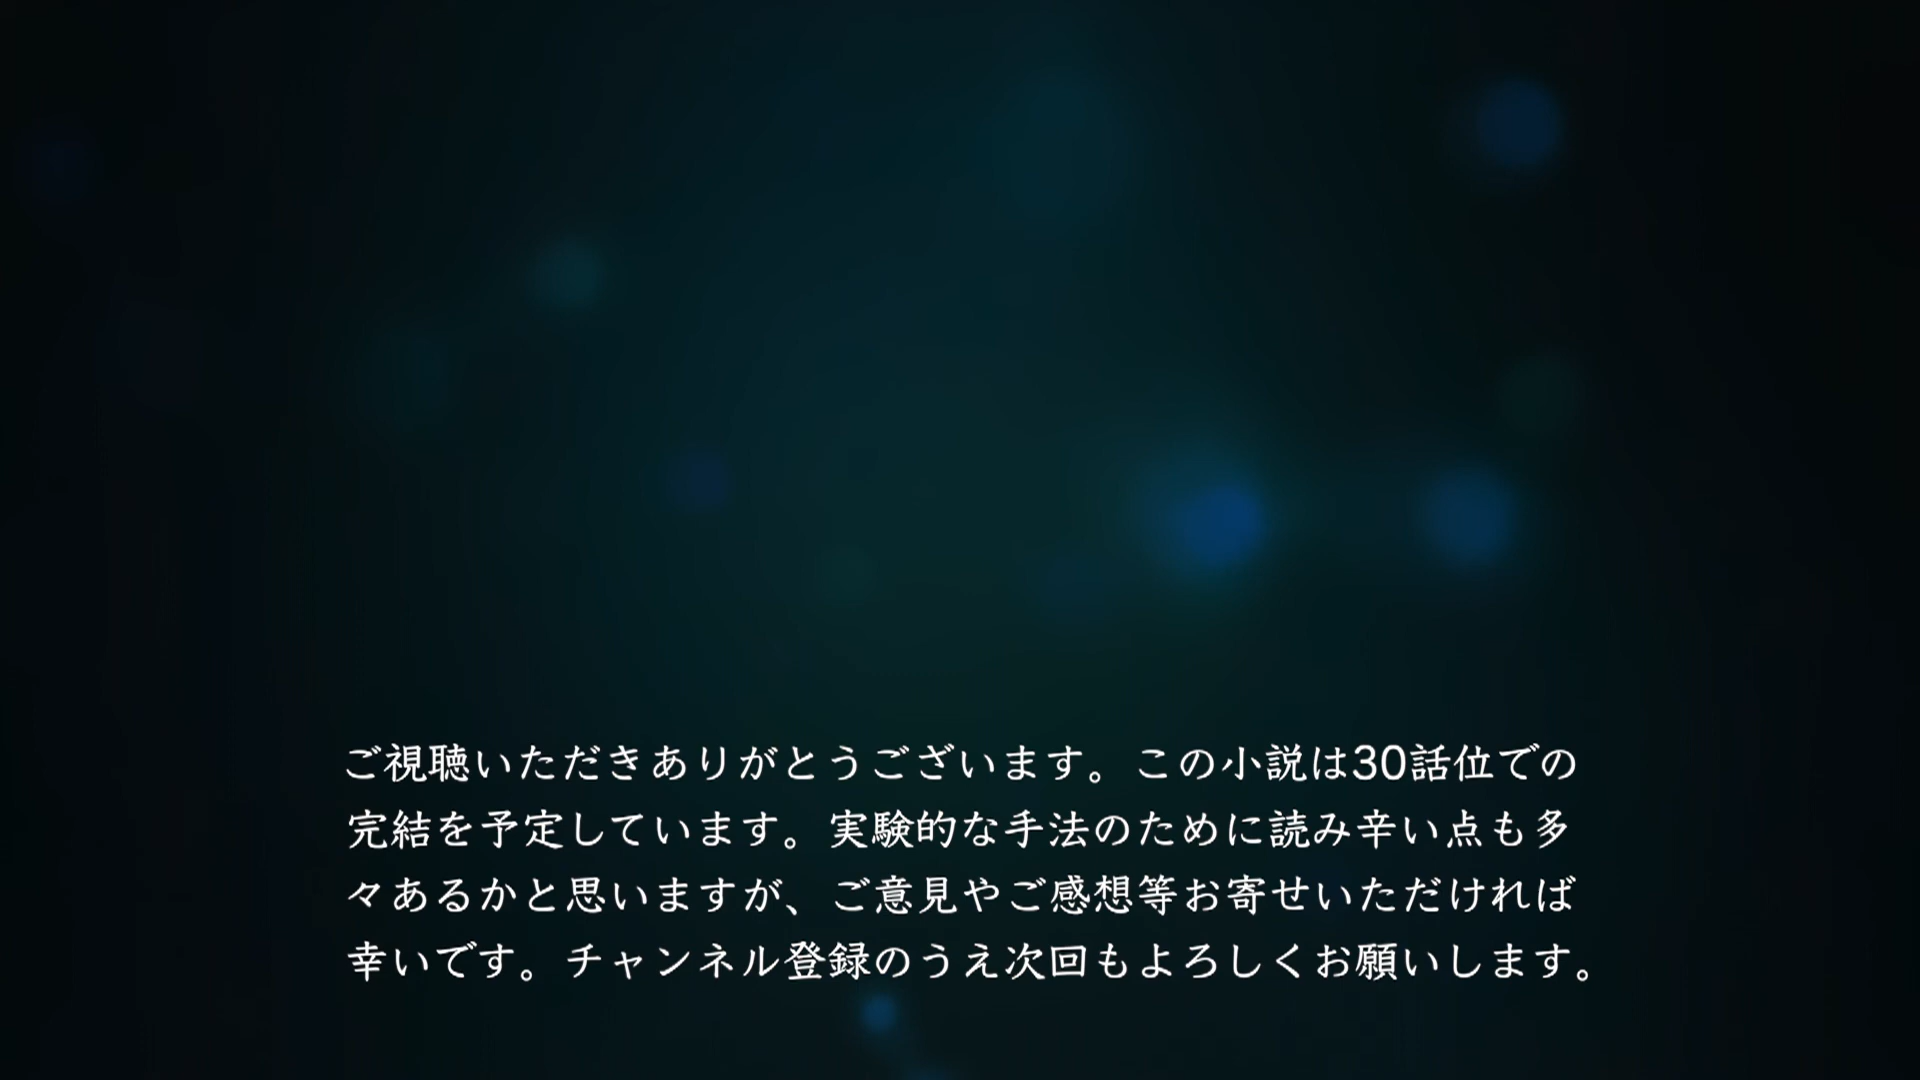 ご視聴いただきありがとうございます。この小説は30話位での
完結を予定しています。実験的な手法のために読み辛い点も多
々あるかと思いますが、ご意見やご感想等お寄せいただければ
幸いです。チャンネル登録のうえ次回もよろしくお願いします。